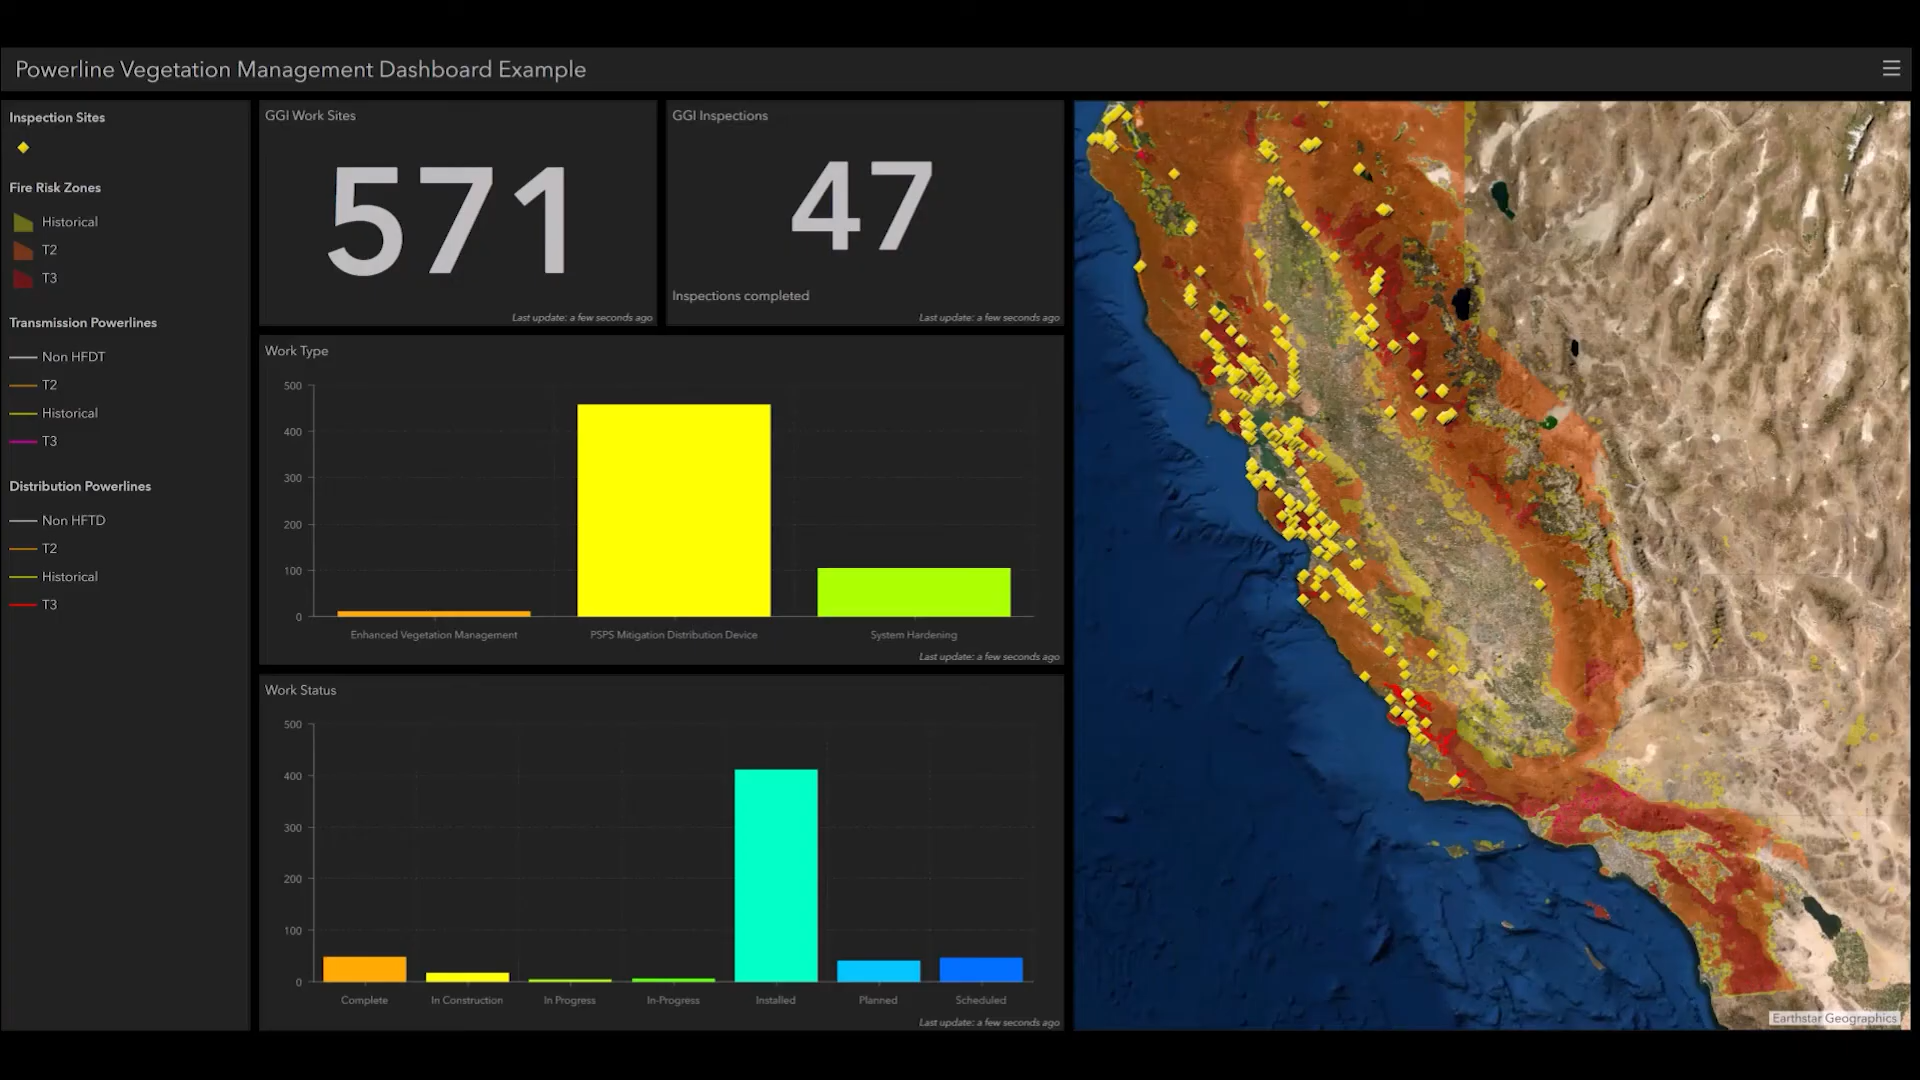 Powerline Vegetation Management Dashboard Example
Inspection Sites
Fire Risk Zones
Historical
T2
T3
Transmission Powerlines
Non HFDT
T2
Historical
T3
Distribution Powerlines
Non HFTD
T2
Historical
T3
GGI Work Sites
571
Last update: a few seconds ago
GGI Inspections
47
Inspections completed
Last update: a few seconds ago
Work Type
500
400
300
200
100
0
Enhanced Vegetation Management PSPS Mitigation Distribution Device System Hardening
Last update: a few seconds ago
Work Status
500
400
300
200
100
0
Complete In Construction In Progress In-Progress Installed Planned Scheduled
Last update: a few seconds ago
Earthstar Geographics